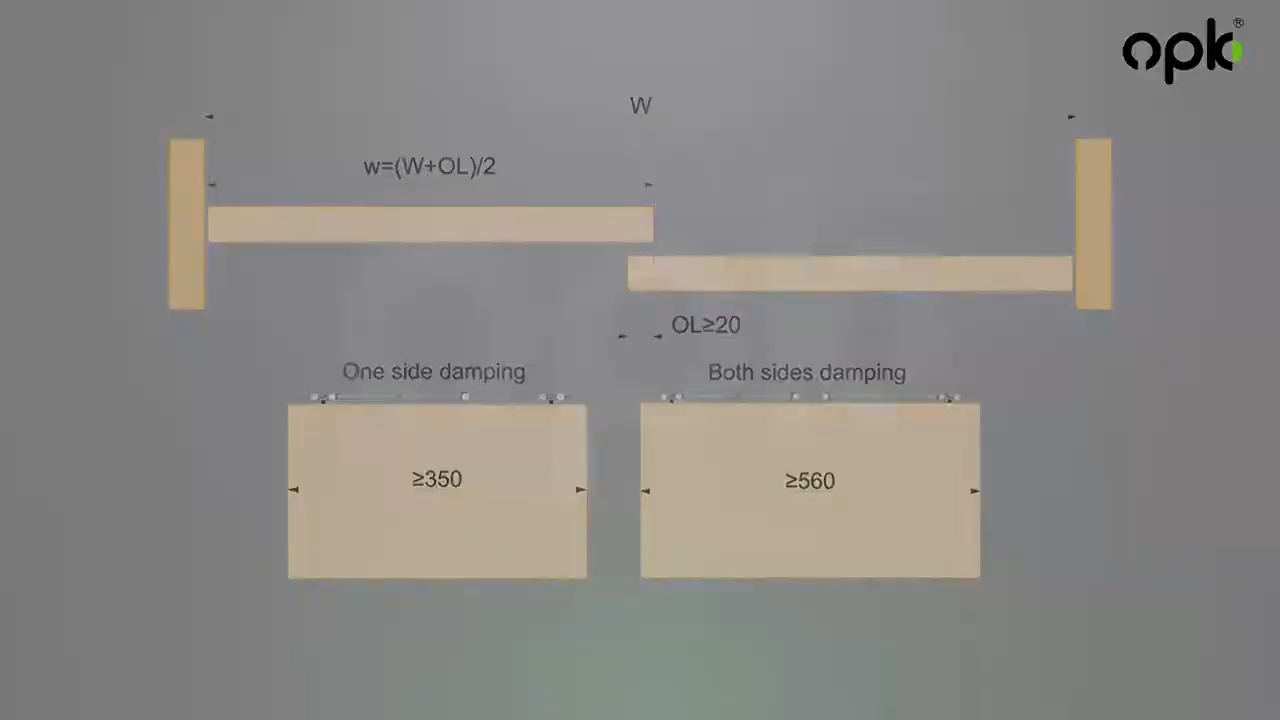 opk®
W
w=(W+OL)/2
OL≥20
One side damping
Both sides damping
≥350
≥560